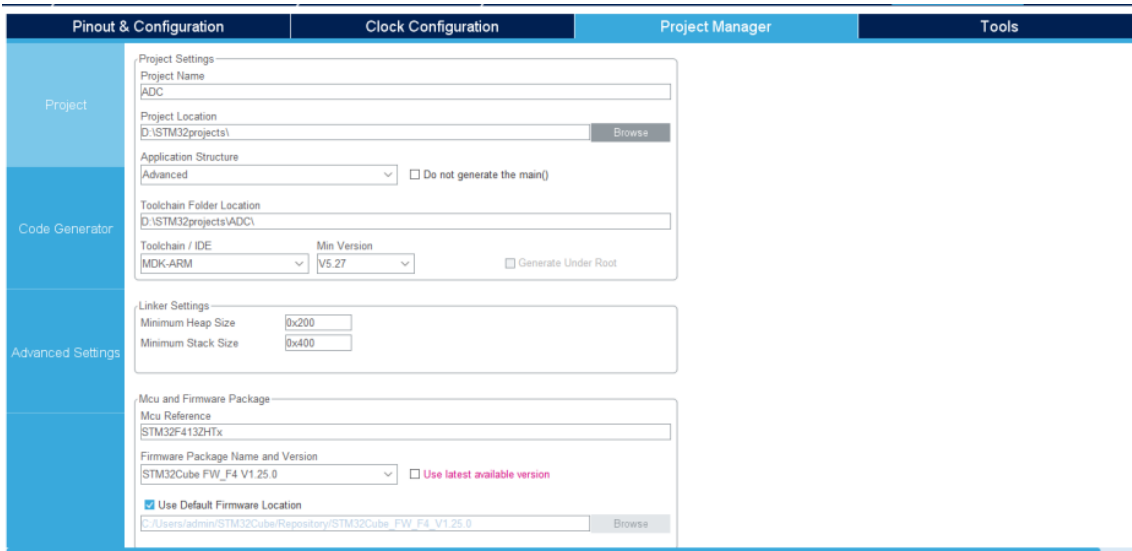 Pinout & Configuration Clock Configuration Project Manager Tools
Project
Code Generator
Advanced Settings
Project Settings
Project Name
ADC
Project Location
D:\STM32projects\ Browse
Application Structure
Advanced Do not generate the main()
Toolchain Folder Location
D:\STM32projects\ADC\
Toolchain / IDE Min Version
MDK-ARM V5.27 Generate Under Root
Linker Settings
Minimum Heap Size 0x200
Minimum Stack Size 0x400
Mcu and Firmware Package
Mcu Reference
STM32F413ZHTx
Firmware Package Name and Version
STM32Cube FW_F4 V1.25.0 Use latest available version
Use Default Firmware Location
C:/Users/admin/STM32Cube/Repository/STM32Cube_FW_F4_V1.25.0 Browse